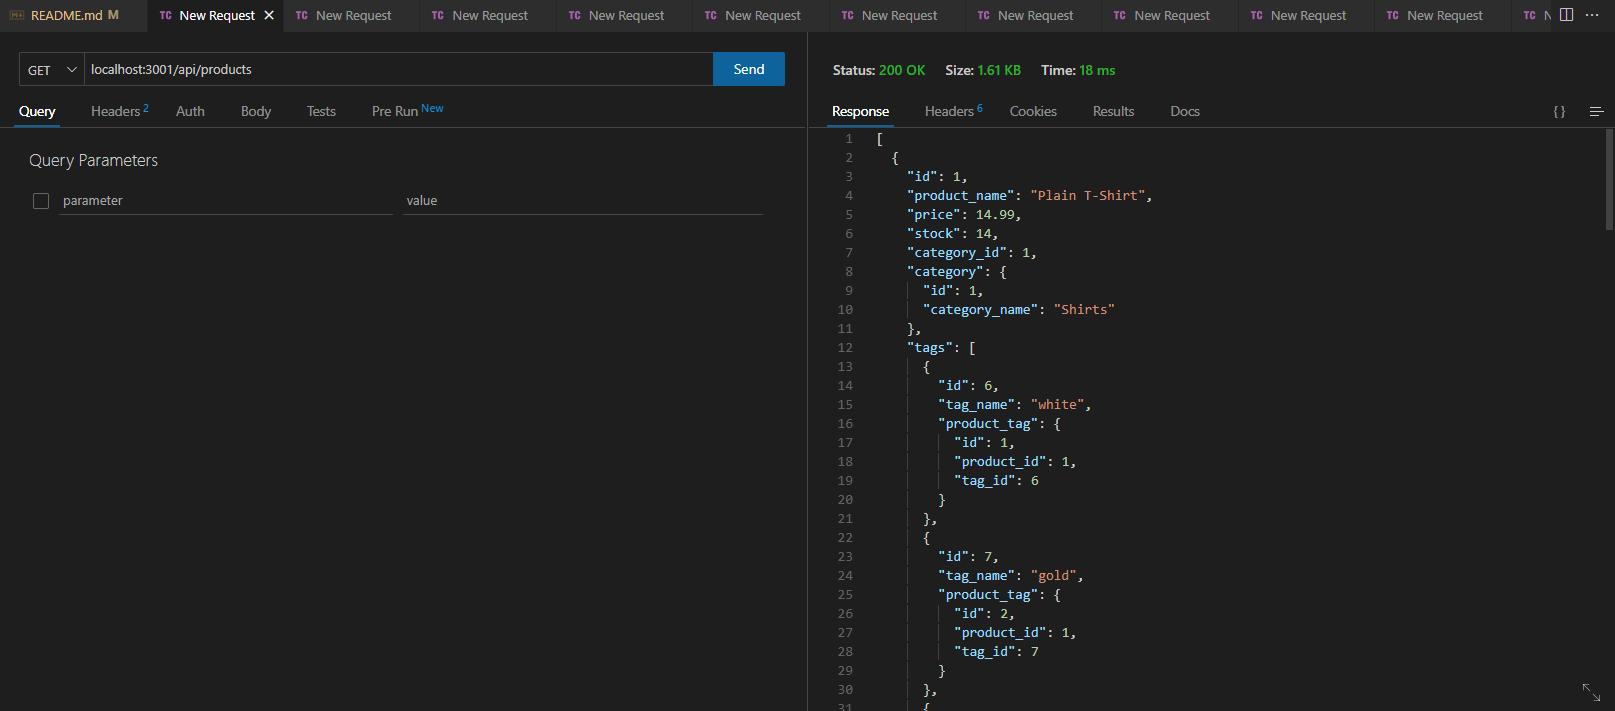 README.md M TC New Request TC New Request TC New Request TC New Request TC New Request TC New Request TC New Request TC New Request TC New Request TC New Request TC
GET localhost:3001/api/products Send
Query Headers 2 Auth Body Tests Pre Run New
Query Parameters
parameter value
Status: 200 OK Size: 1.61 KB Time: 18 ms
Response Headers 6 Cookies Results Docs {}
1 [
2 {
3 "id": 1,
4 "product_name": "Plain T-Shirt",
5 "price": 14.99,
6 "stock": 14,
7 "category_id": 1,
8 "category": {
9 "id": 1,
10 "category_name": "Shirts"
11 },
12 "tags": [
13 {
14 "id": 6,
15 "tag_name": "white",
16 "product_tag": {
17 "id": 1,
18 "product_id": 1,
19 "tag_id": 6
20 }
21 },
22 {
23 "id": 7,
24 "tag_name": "gold",
25 "product_tag": {
26 "id": 2,
27 "product_id": 1,
28 "tag_id": 7
29 }
30 },
31 {